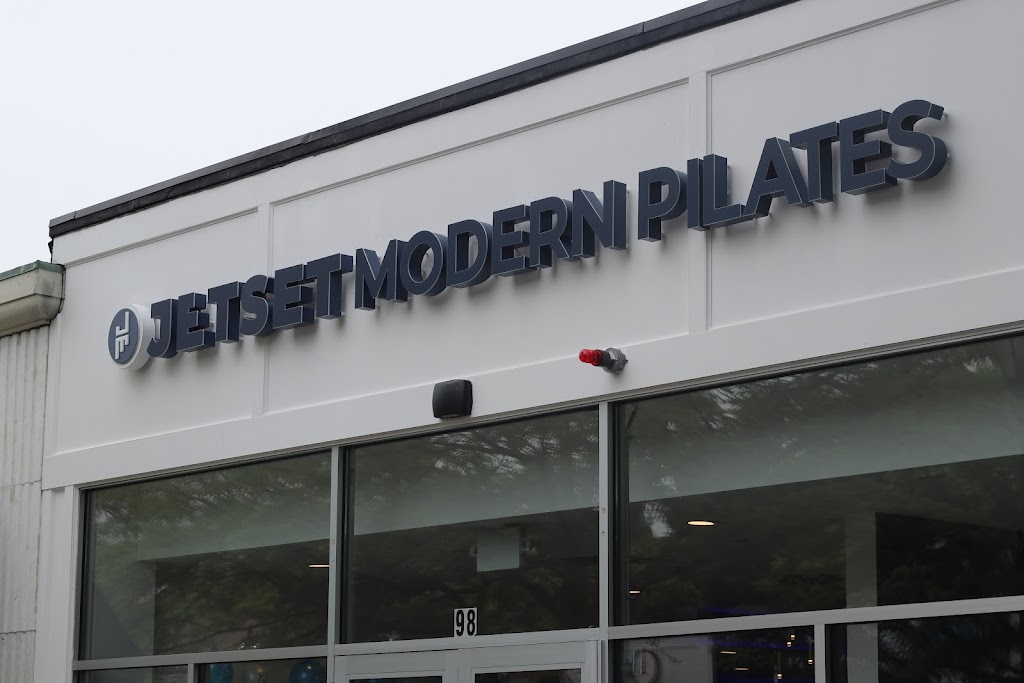 JETSET MODERN PILATES
98